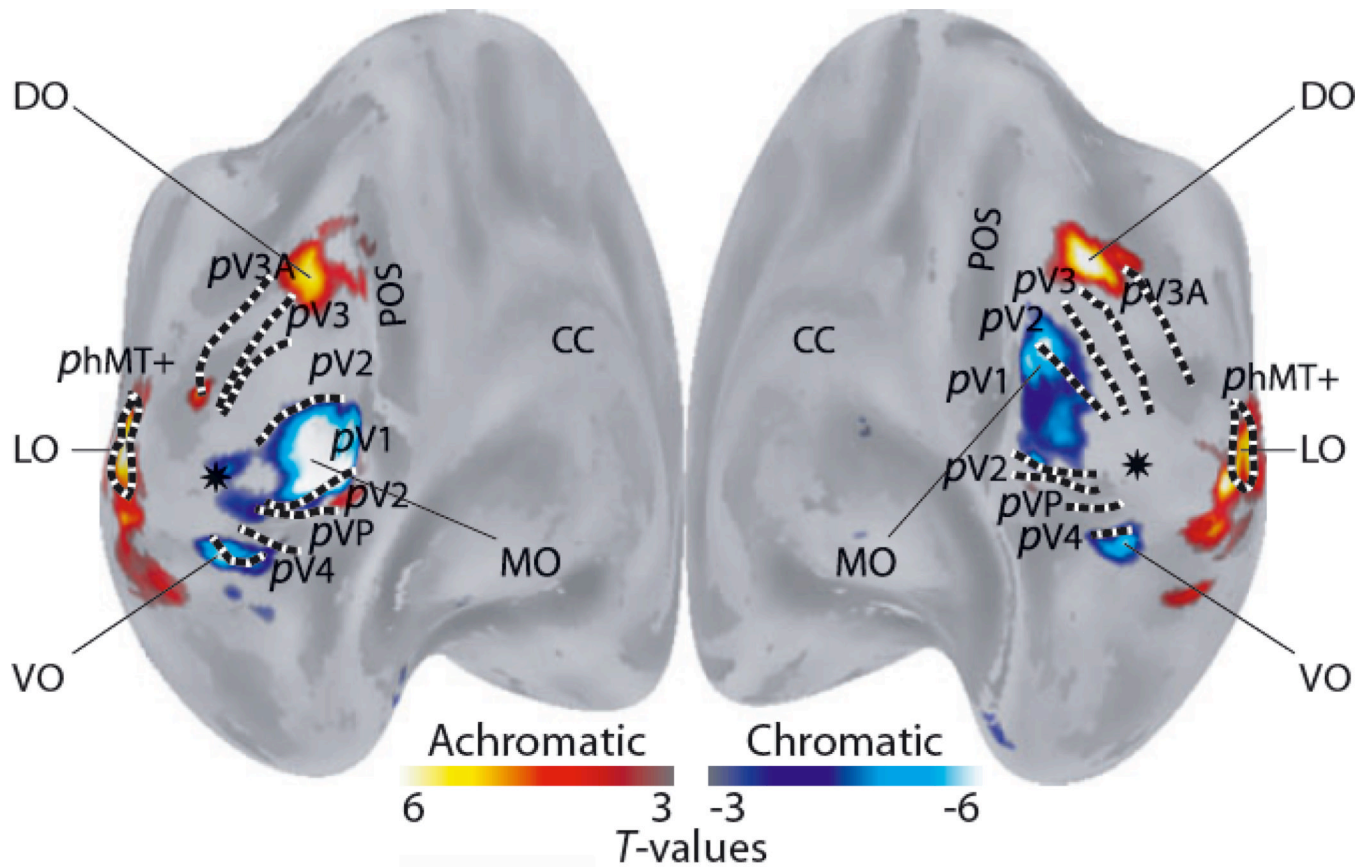 DO
DO
pV3A
pV3
POS
pV2
phMT+
CC
LO
pV1
pV2
pVP
pV4
MO
VO
POS
pV3
pV3A
pV2
CC
pV1
phMT+
LO
pV2
pVP
pV4
MO
VO
Achromatic
Chromatic
6
3
-3
-6
T-values